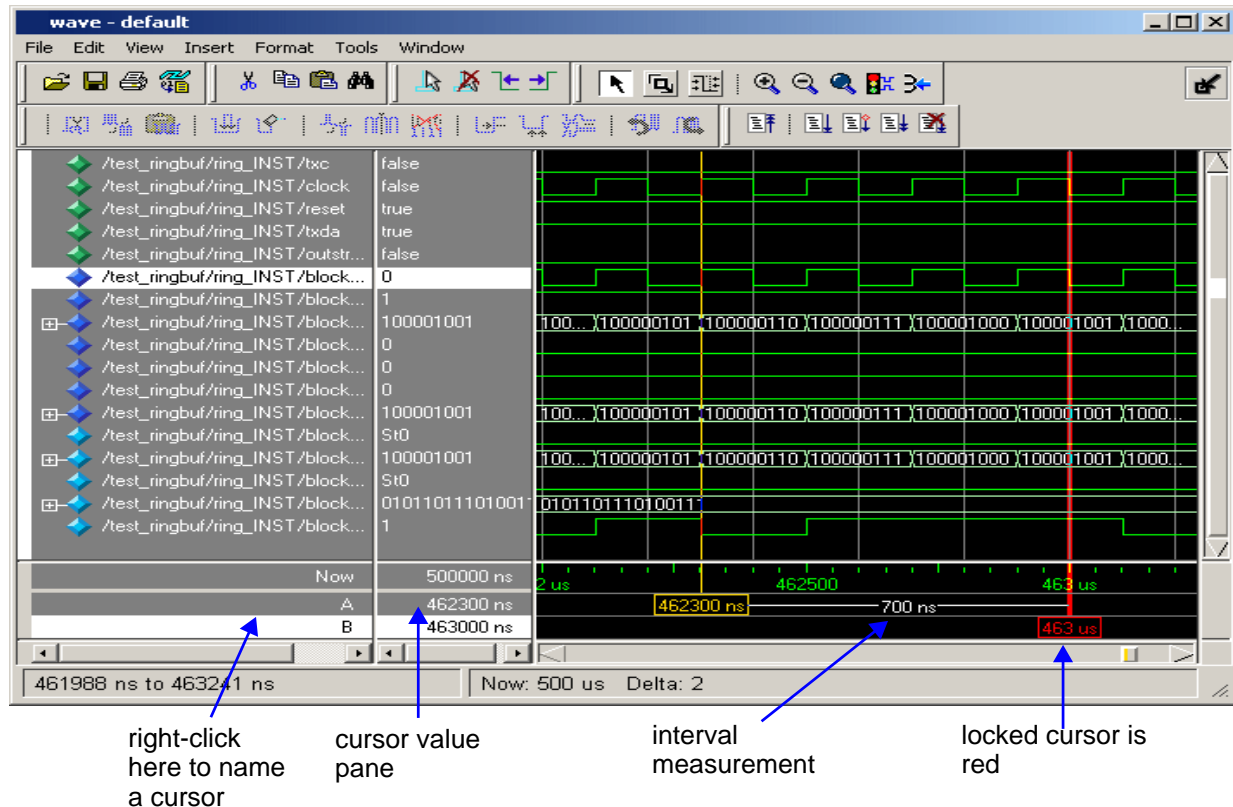 wave - default
File Edit View Insert Format Tools Window
/test_ringbuf/ring_INST/txc false
/test_ringbuf/ring_INST/clock false
/test_ringbuf/ring_INST/reset true
/test_ringbuf/ring_INST/txda true
/test_ringbuf/ring_INST/outstr... false
/test_ringbuf/ring_INST/block... 0
/test_ringbuf/ring_INST/block... 1
/test_ringbuf/ring_INST/block... 100001001 100... 100000101 100000110 100000111 100001000 100001001 1000...
/test_ringbuf/ring_INST/block... 0
/test_ringbuf/ring_INST/block... 0
/test_ringbuf/ring_INST/block... 0
/test_ringbuf/ring_INST/block... 100001001 100... 100000101 100000110 100000111 100001000 100001001 1000...
/test_ringbuf/ring_INST/block... St0
/test_ringbuf/ring_INST/block... 100001001 100... 100000101 100000110 100000111 100001000 100001001 1000...
/test_ringbuf/ring_INST/block... St0
/test_ringbuf/ring_INST/block... 010110111010011 010110111010011
/test_ringbuf/ring_INST/block... 1
Now 500000 ns 2 us 462500 463 us
A 462300 ns 462300 ns 700 ns
B 463000 ns 463 us
461988 ns to 463241 ns Now: 500 us Delta: 2
right-click cursor value interval locked cursor is
here to name pane measurement red
a cursor